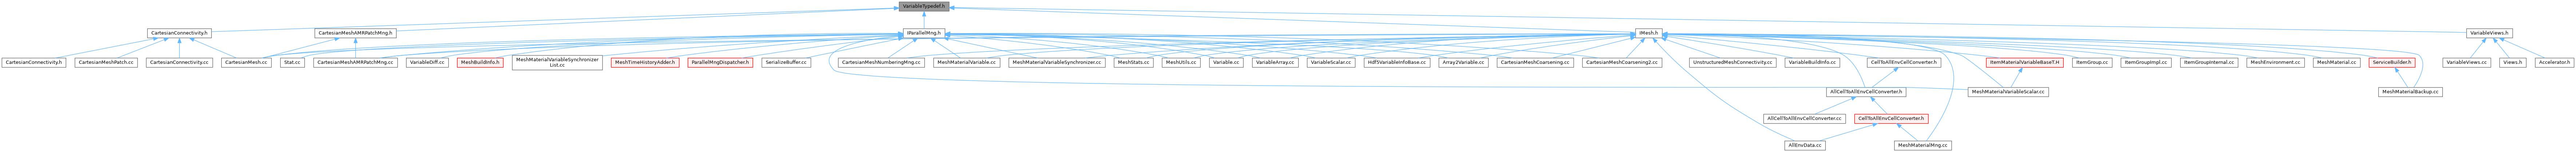 VariableTypedef.h
CartesianConnectivity.h
CartesianMeshAMRPatchMng.h
IParallelMng.h
IMesh.h
VariableViews.h
CartesianConnectivity.h
CartesianMeshPatch.cc
CartesianConnectivity.cc
CartesianMesh.cc
Stat.cc
CartesianMeshAMRPatchMng.cc
VariableDiff.cc
MeshBuildInfo.h
MeshMaterialVariableSynchronizer
List.cc
MeshTimeHistoryAdder.h
ParallelMngDispatcher.h
SerializeBuffer.cc
CartesianMeshNumberingMng.cc
MeshMaterialVariable.cc
MeshMaterialVariableSynchronizer.cc
MeshStats.cc
MeshUtils.cc
Variable.cc
VariableArray.cc
VariableScalar.cc
Hdf5VariableInfoBase.cc
Array2Variable.cc
CartesianMeshCoarsening.cc
CartesianMeshCoarsening2.cc
UnstructuredMeshConnectivity.cc
VariableBuildInfo.cc
CellToAllEnvCellConverter.h
ItemMaterialVariableBaseT.H
ItemGroup.cc
ItemGroupImpl.cc
ItemGroupInternal.cc
MeshEnvironment.cc
MeshMaterial.cc
ServiceBuilder.h
VariableViews.cc
Views.h
Accelerator.h
AllCellToAllEnvCellConverter.h
MeshMaterialVariableScalar.cc
MeshMaterialBackup.cc
AllCellToAllEnvCellConverter.cc
CellToAllEnvCellConverter.h
AllEnvData.cc
MeshMaterialMng.cc